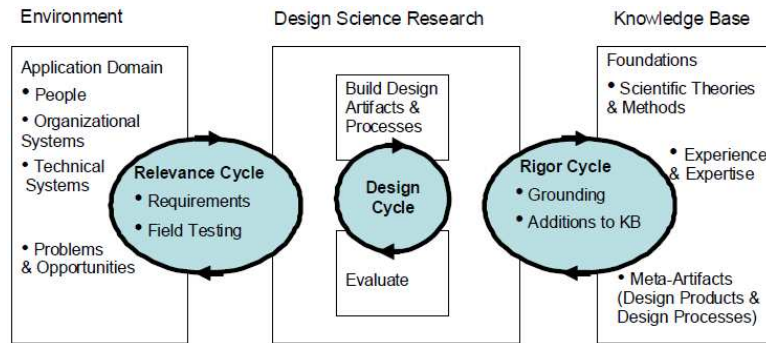 Environment
Design Science Research
Knowledge Base
Application Domain
• People
• Organizational
Systems
• Technical
Systems
• Problems
& Opportunities
Relevance Cycle
• Requirements
• Field Testing
Build Design
Artifacts &
Processes
Design
Cycle
Evaluate
Rigor Cycle
• Grounding
• Additions to KB
Foundations
• Scientific Theories
& Methods
• Experience
& Expertise
• Meta-Artifacts
(Design Products &
Design Processes)